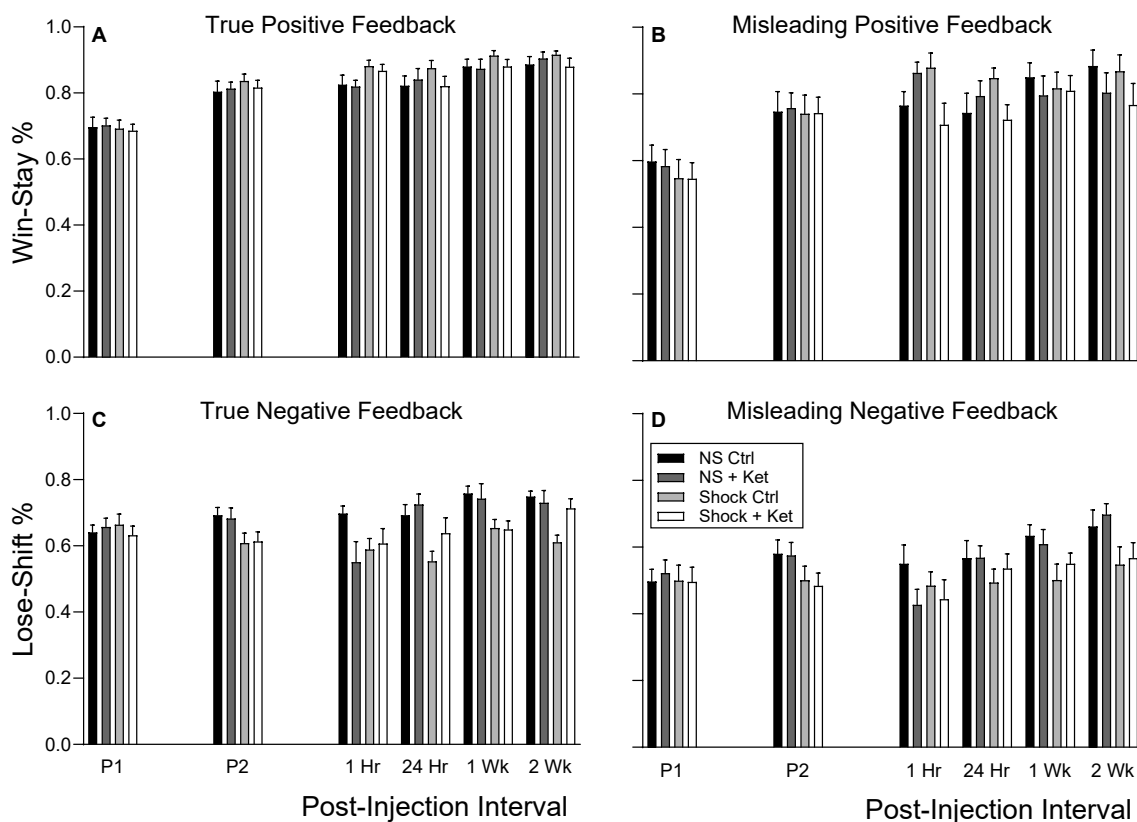 A True Positive Feedback
B Misleading Positive Feedback
Win-Stay %
1.0
0.8
0.6
0.4
0.2
0.0
C True Negative Feedback
D Misleading Negative Feedback
NS Ctrl
NS + Ket
Shock Ctrl
Shock + Ket
Lose-Shift %
1.0
0.8
0.6
0.4
0.2
0.0
P1 P2 1 Hr 24 Hr 1 Wk 2 Wk
Post-Injection Interval
P1 P2 1 Hr 24 Hr 1 Wk 2 Wk
Post-Injection Interval